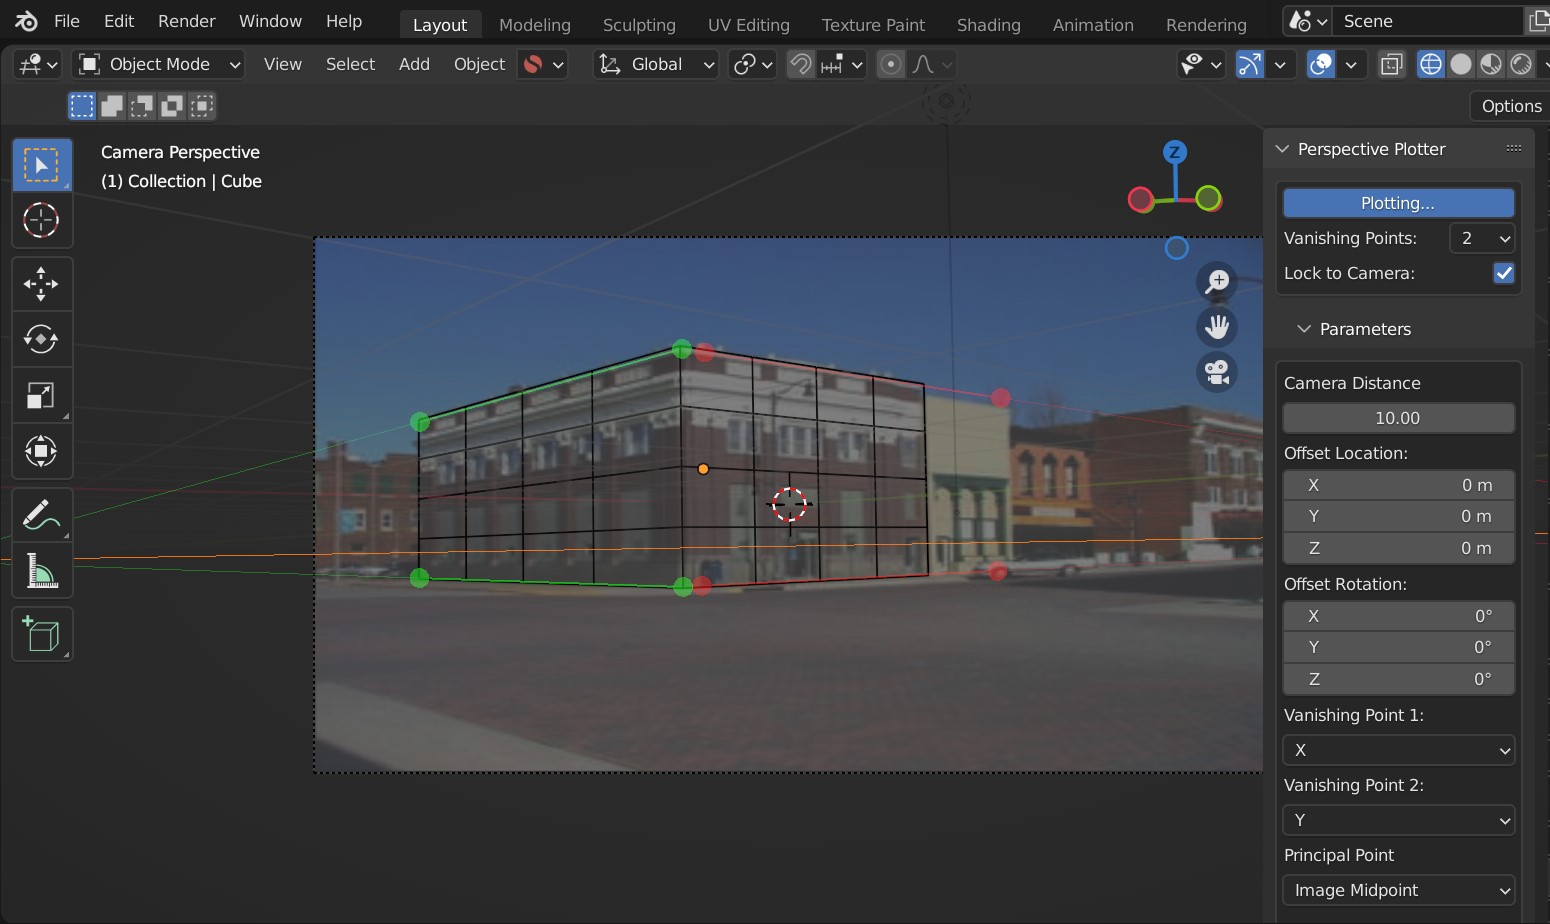 File Edit Render Window Help Layout Modeling Sculpting UV Editing Texture Paint Shading Animation Rendering Scene
Object Mode View Select Add Object Global
Options
Camera Perspective
(1) Collection | Cube
Z
Perspective Plotter
Plotting...
Vanishing Points: 2
Lock to Camera:
Parameters
Camera Distance
10.00
Offset Location:
X 0 m
Y 0 m
Z 0 m
Offset Rotation:
X 0°
Y 0°
Z 0°
Vanishing Point 1:
X
Vanishing Point 2:
Y
Principal Point
Image Midpoint